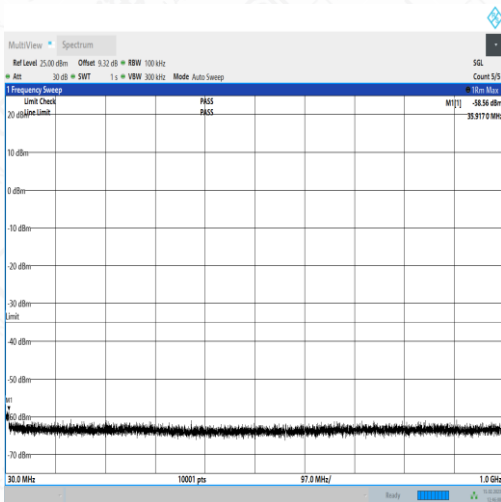 MultiView Spectrum
Ref Level 25.00 dBm Offset 9.32 dB RBW 100 kHz SGL
Att 30 dB SWT 1 s VBW 300 kHz Mode Auto Sweep Count 5/5
1 Frequency Sweep 1Rm Max
Limit Check PASS M1[1] -58.56 dBm
Line Limit PASS 35.9170 MHz
20 dBm
10 dBm
0 dBm
-10 dBm
-20 dBm
-30 dBm
Limit
-40 dBm
-50 dBm
M1
-60 dBm
-70 dBm
30.0 MHz 10001 pts 97.0 MHz/ 1.0 GHz
Ready